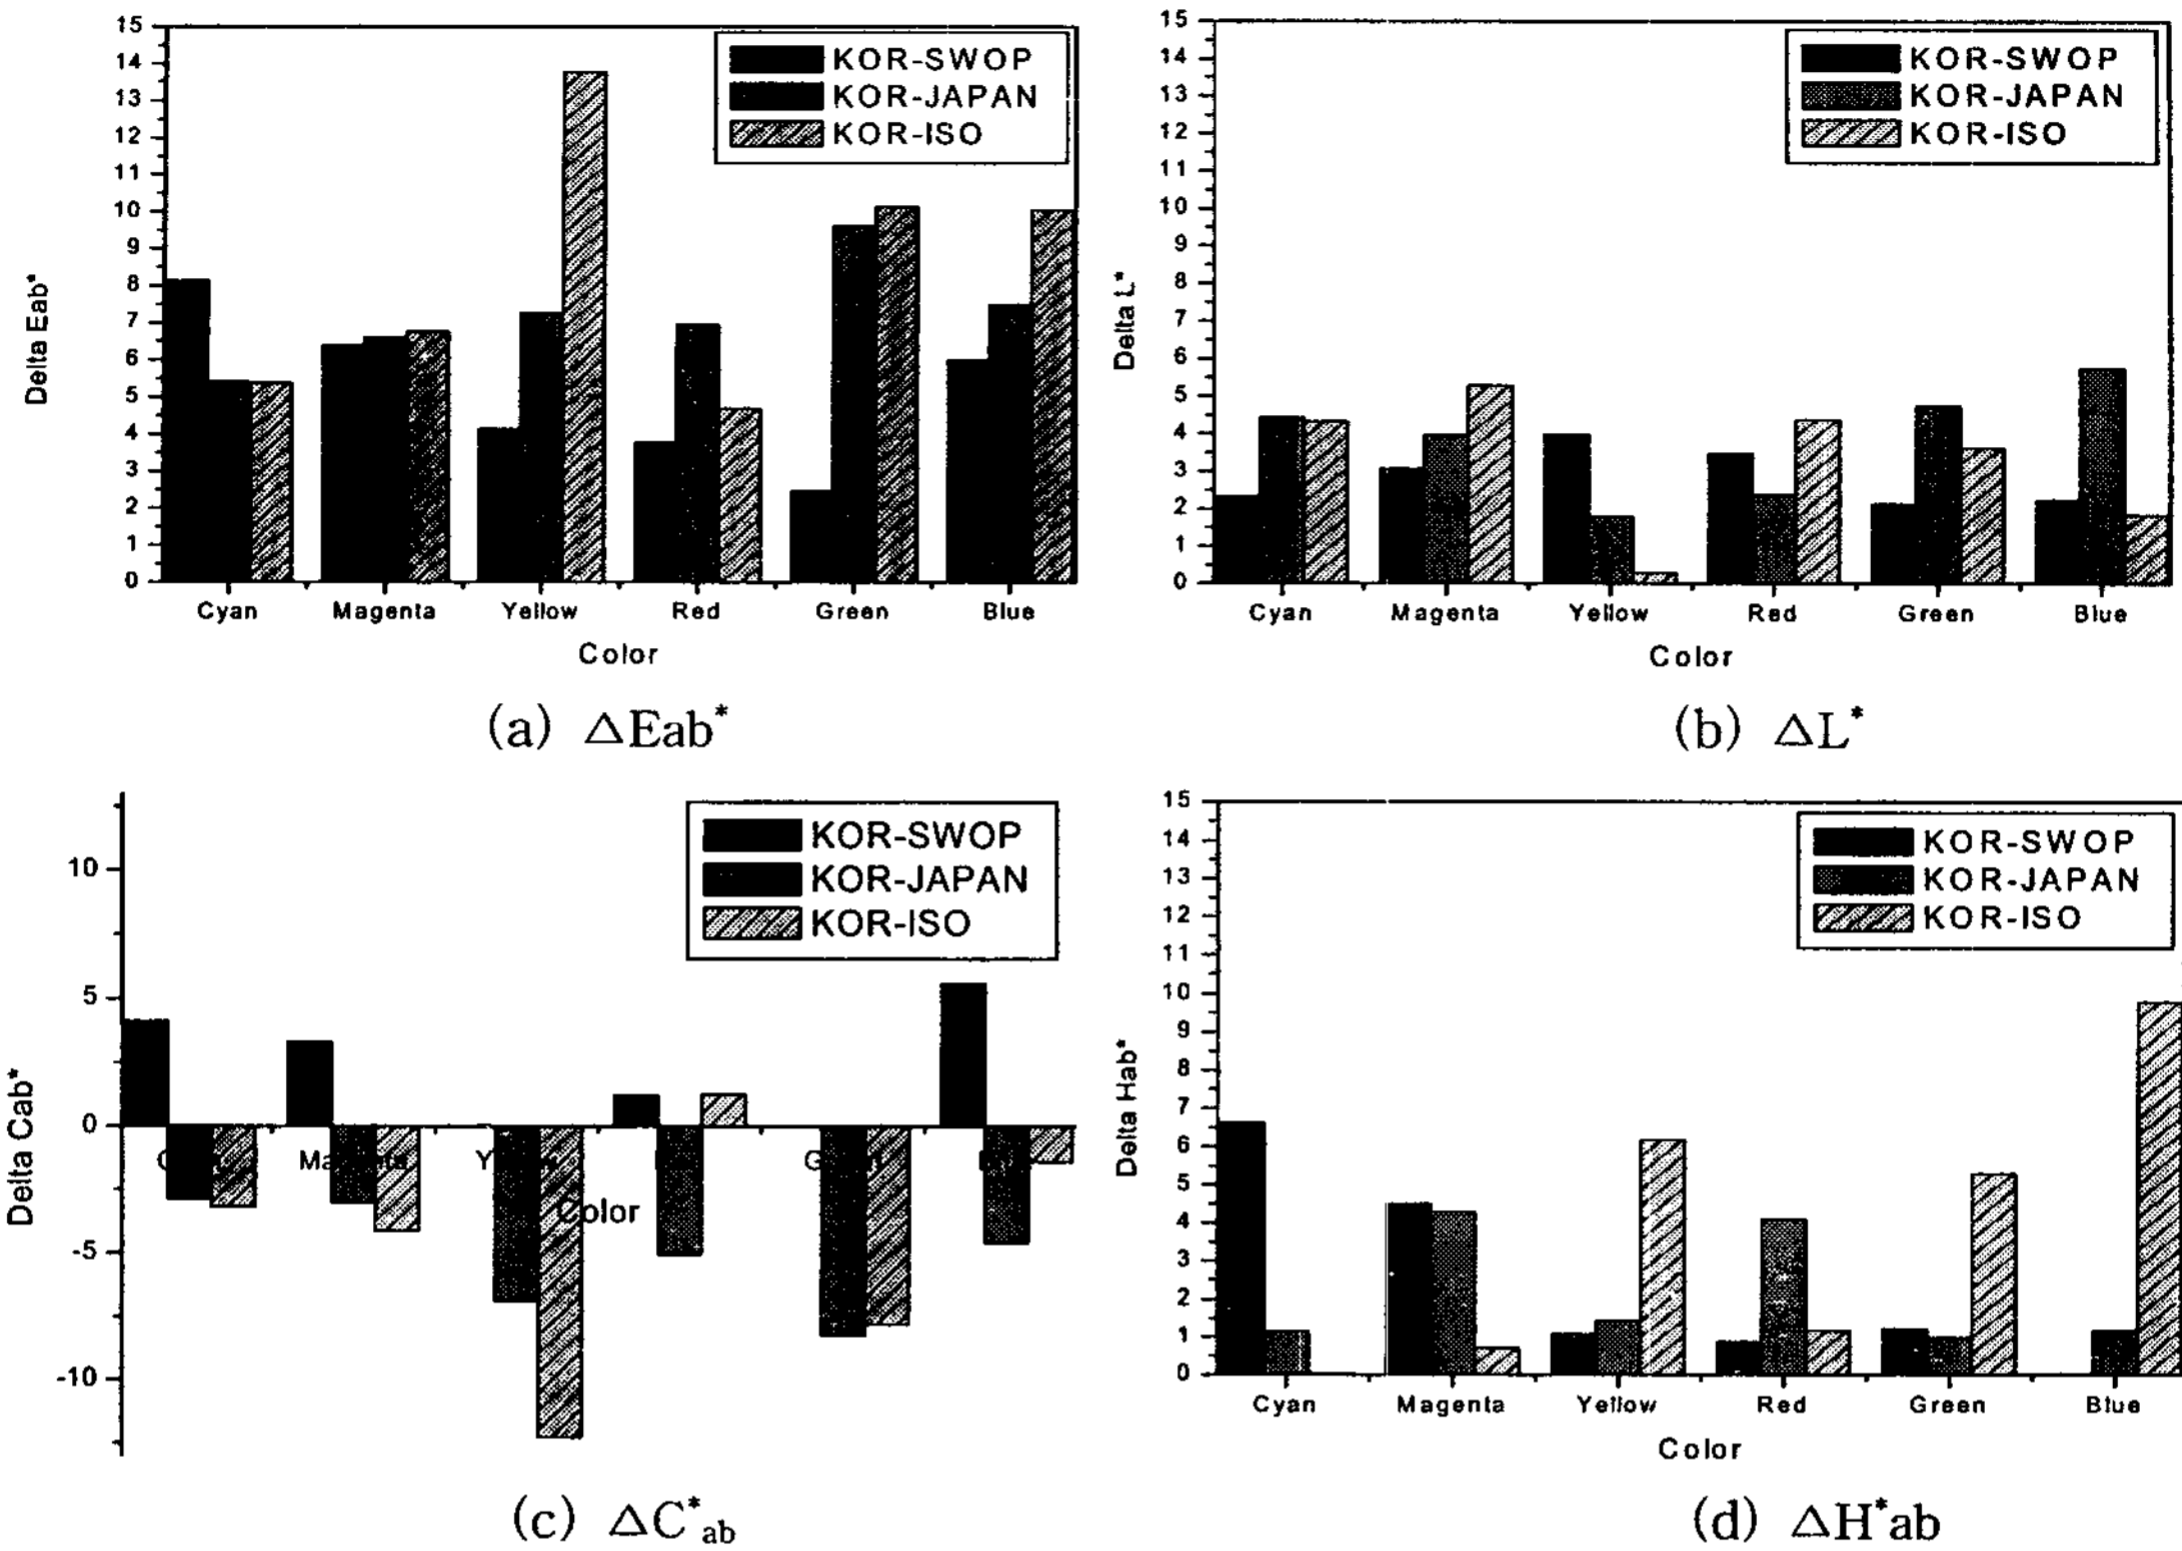 15
14
13
12
11
10
9
8
7
6
5
4
3
2
1
0
Delta Eab*
KOR-SWOP
KOR-JAPAN
KOR-ISO
Cyan Magenta Yellow Red Green Blue
Color
(a) △Eab*
15
14
13
12
11
10
9
8
7
6
5
4
3
2
1
0
Delta L*
KOR-SWOP
KOR-JAPAN
KOR-ISO
Cyan Magenta Yellow Red Green Blue
Color
(b) △L*
10
5
0
-5
-10
Delta Cab*
KOR-SWOP
KOR-JAPAN
KOR-ISO
Color
(c) △C*ab
15
14
13
12
11
10
9
8
7
6
5
4
3
2
1
0
Delta Hab*
KOR-SWOP
KOR-JAPAN
KOR-ISO
Cyan Magenta Yellow Red Green Blue
Color
(d) △H*ab